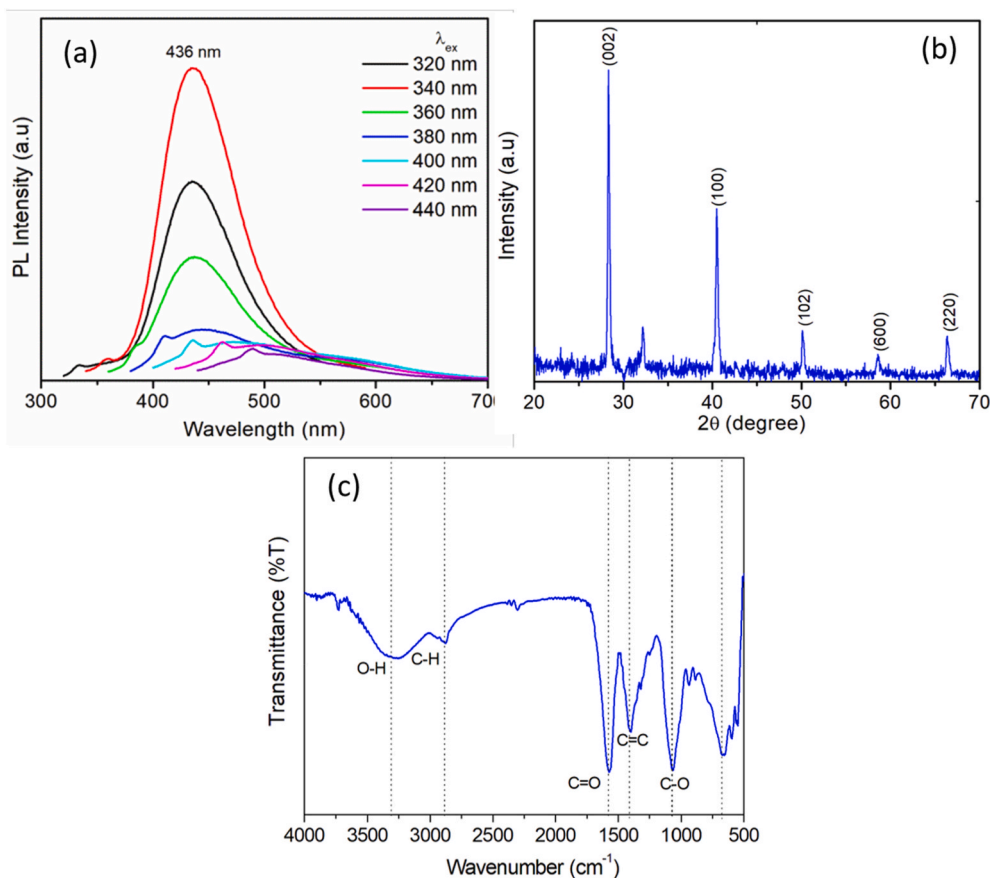 (a)
436 nm
λex
320 nm
340 nm
360 nm
380 nm
400 nm
420 nm
440 nm
PL Intensity (a.u)
300 400 500 600 700
Wavelength (nm)
(b)
(002)
(100)
(102)
(600)
(220)
Intensity (a.u)
20 30 40 50 60 70
2θ (degree)
(c)
O-H
C-H
C=O
C=C
C-O
Transmittance (%T)
4000 3500 3000 2500 2000 1500 1000 500
Wavenumber (cm-1)